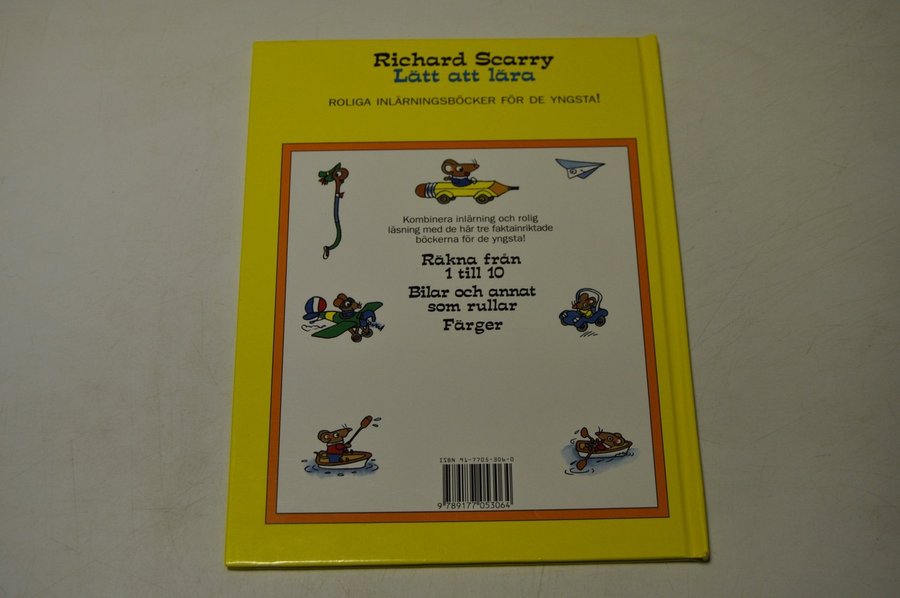 Richard Scarry
Lätt att lära
ROLIGA INLÄRNINGSBÖCKER FÖR DE YNGSTA!
Kombinera inlärning och rolig
läsning med de här tre faktainriktade
böckerna för de yngsta!
Räkna från
1 till 10
Bilar och annat
som rullar
Färger
ISBN 91-7705-306-0
9 789177 053064